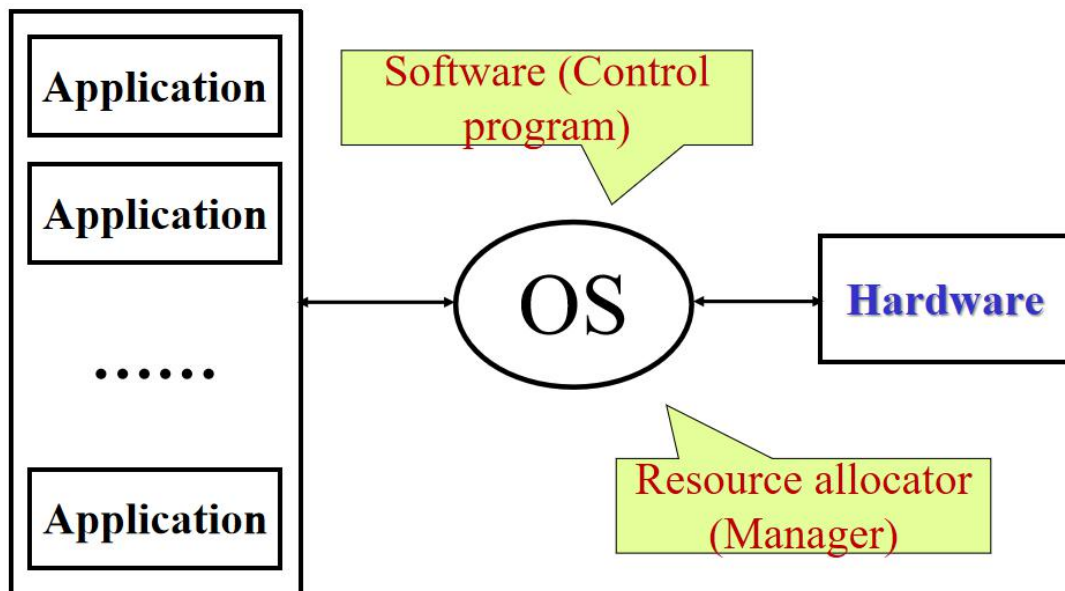 Application
Application
......
Application
Software (Control
program)
OS
Hardware
Resource allocator
(Manager)